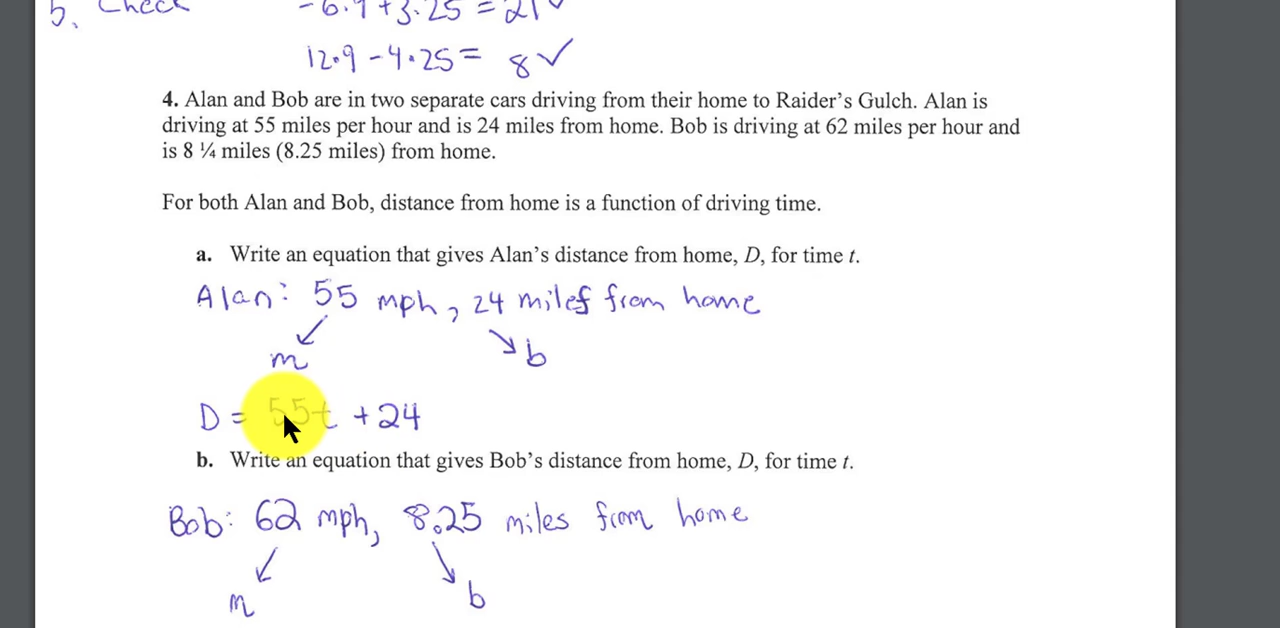 5. Check -6.9+3.25 = 21✓
12.9 - 4.25 = 8✓
4. Alan and Bob are in two separate cars driving from their home to Raider’s Gulch. Alan is
driving at 55 miles per hour and is 24 miles from home. Bob is driving at 62 miles per hour and
is 8 ¼ miles (8.25 miles) from home.
For both Alan and Bob, distance from home is a function of driving time.
a. Write an equation that gives Alan’s distance from home, D, for time t.
Alan: 55 mph, 24 miles from home
m b
D = 55t + 24
b. Write an equation that gives Bob’s distance from home, D, for time t.
Bob: 62 mph, 8.25 miles from home
m b